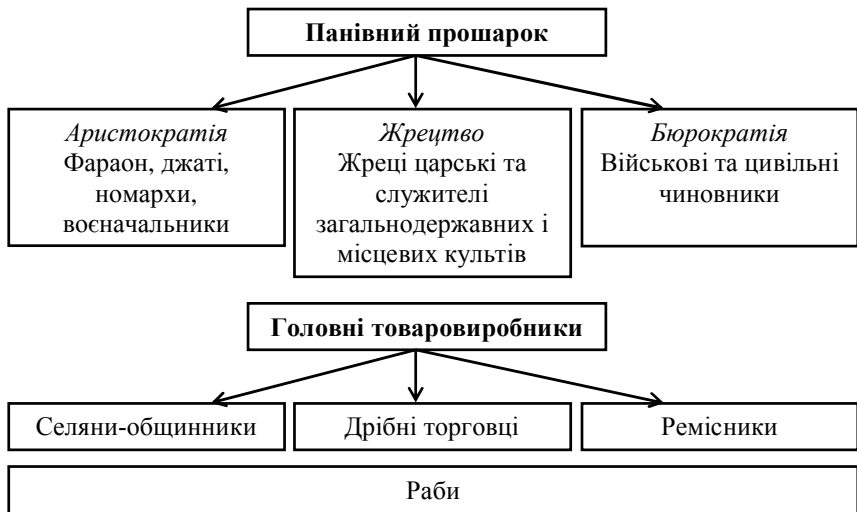 Панівний прошарок
Аристократія
Фараон, джаті,
номархи,
воєначальники
Жрецтво
Жреці царські та
служителі
загальнодержавних і
місцевих культів
Бюрократія
Військові та цивільні
чиновники
Головні товаровиробники
Селяни-общинники
Дрібні торговці
Ремісники
Раби